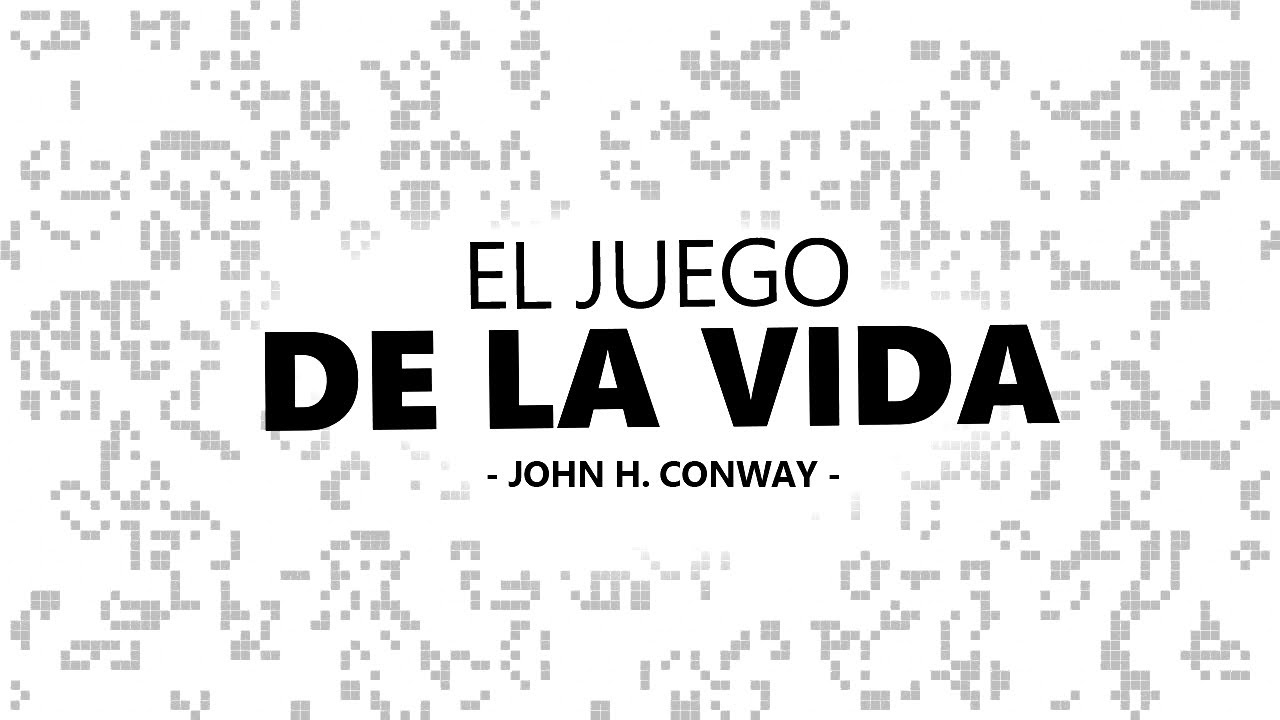 EL JUEGO
DE LA VIDA
- JOHN H. CONWAY -